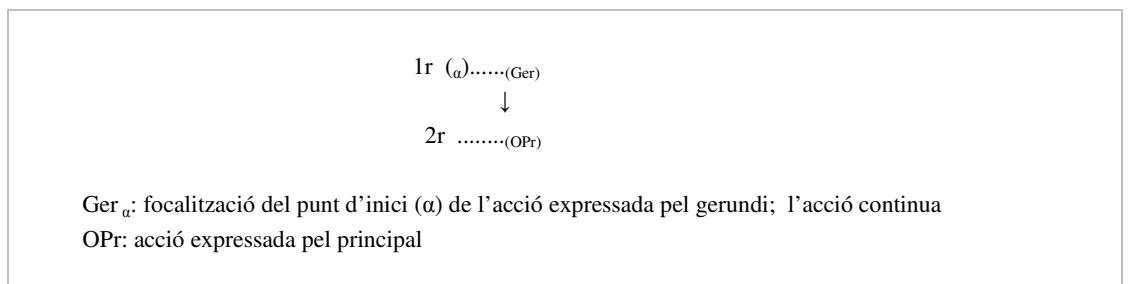 1r (α)......(Ger)
↓
2r ........(OPr)
Ger α: focalització del punt d’inici (α) de l’acció expressada pel gerundi; l’acció continua
OPr: acció expressada pel principal